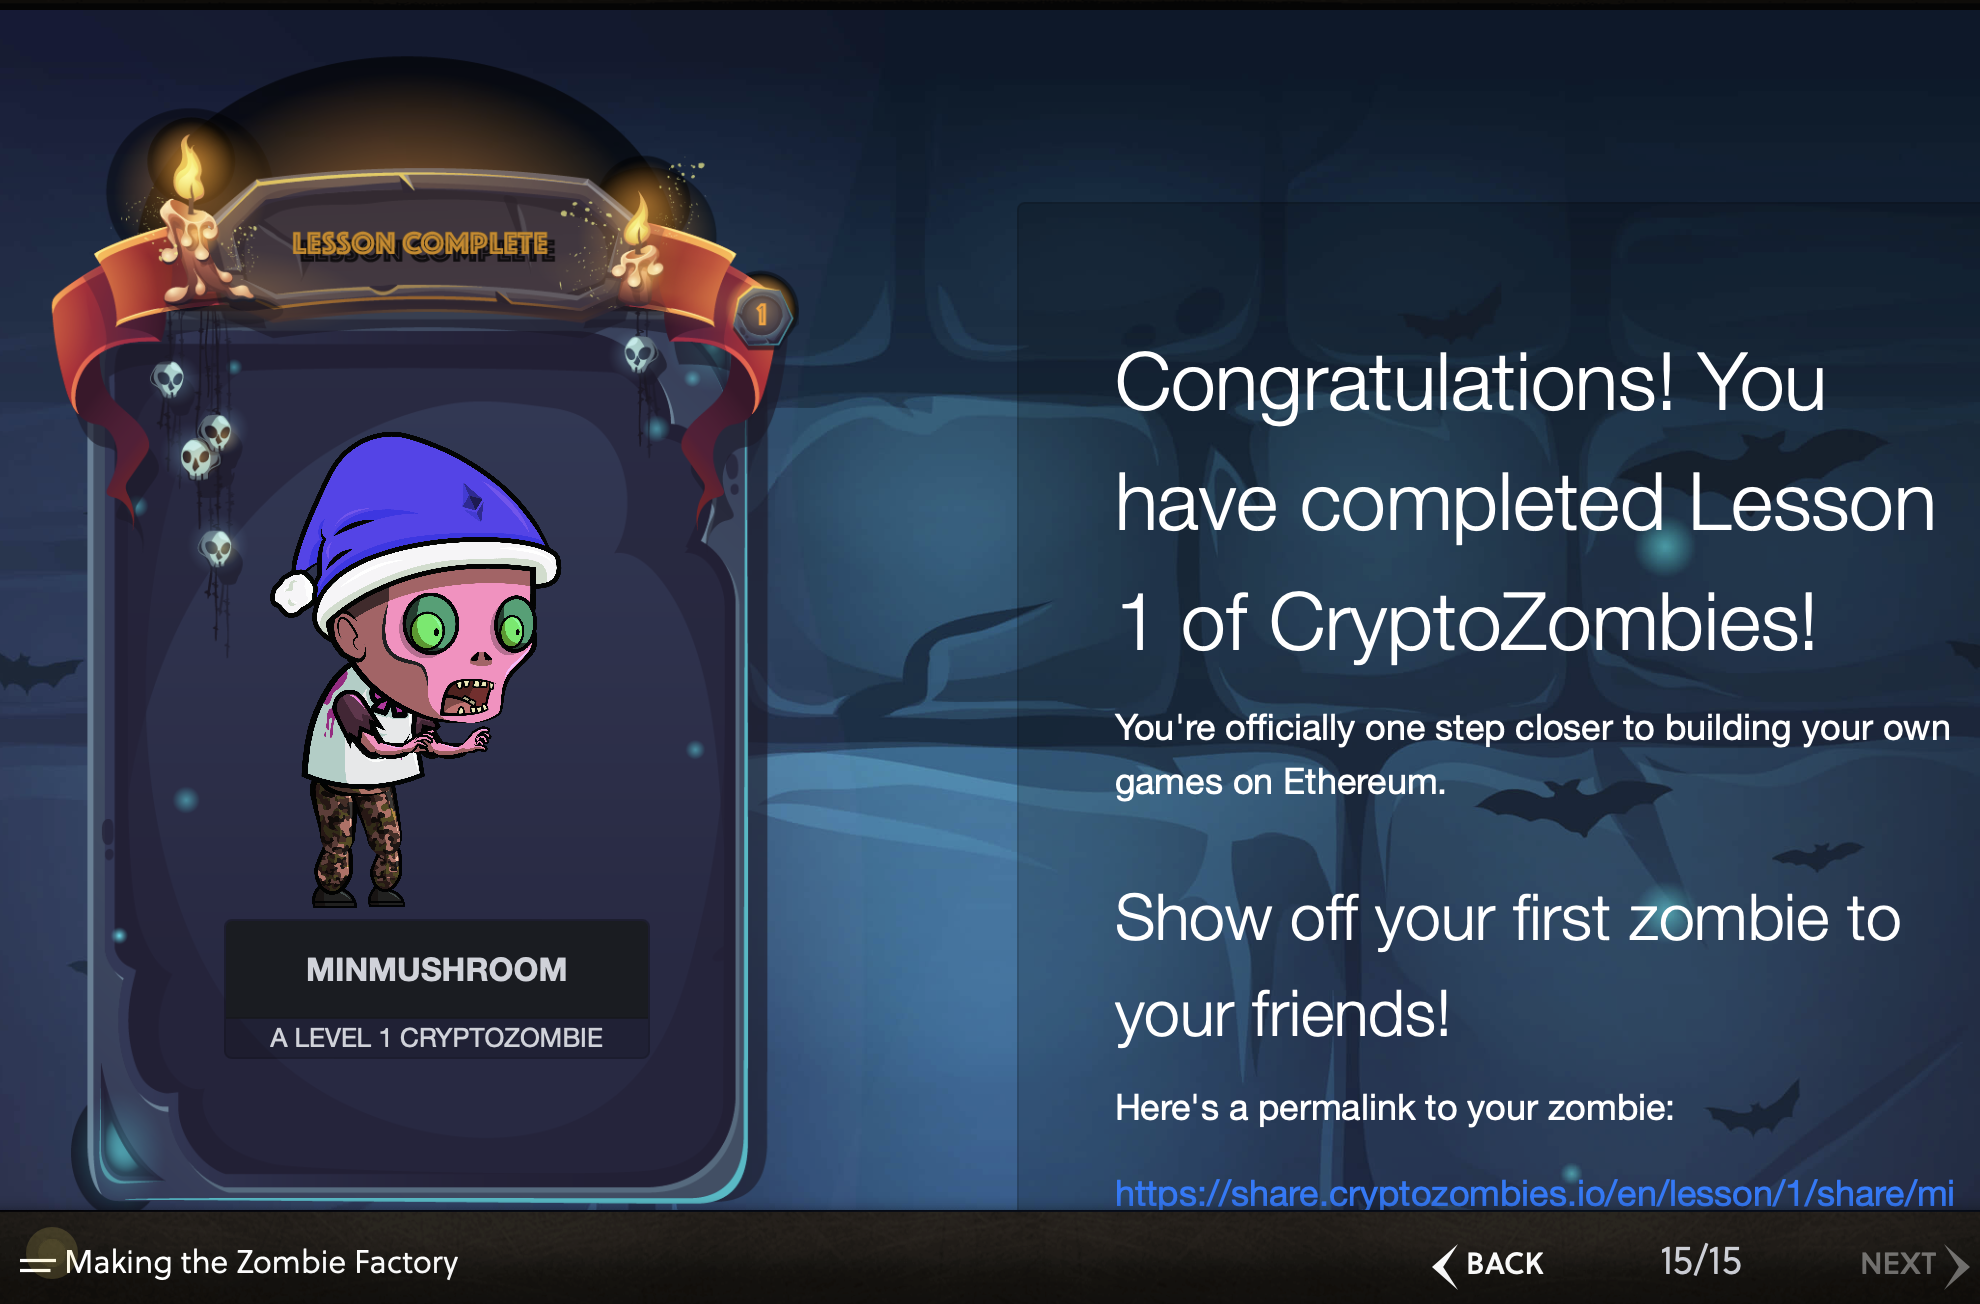 LESSON COMPLETE
1
MINMUSHROOM
A LEVEL 1 CRYPTOZOMBIE
Congratulations! You
have completed Lesson
1 of CryptoZombies!
You're officially one step closer to building your own
games on Ethereum.
Show off your first zombie to
your friends!
Here's a permalink to your zombie:
https://share.cryptozombies.io/en/lesson/1/share/mi
Making the Zombie Factory
BACK
15/15
NEXT